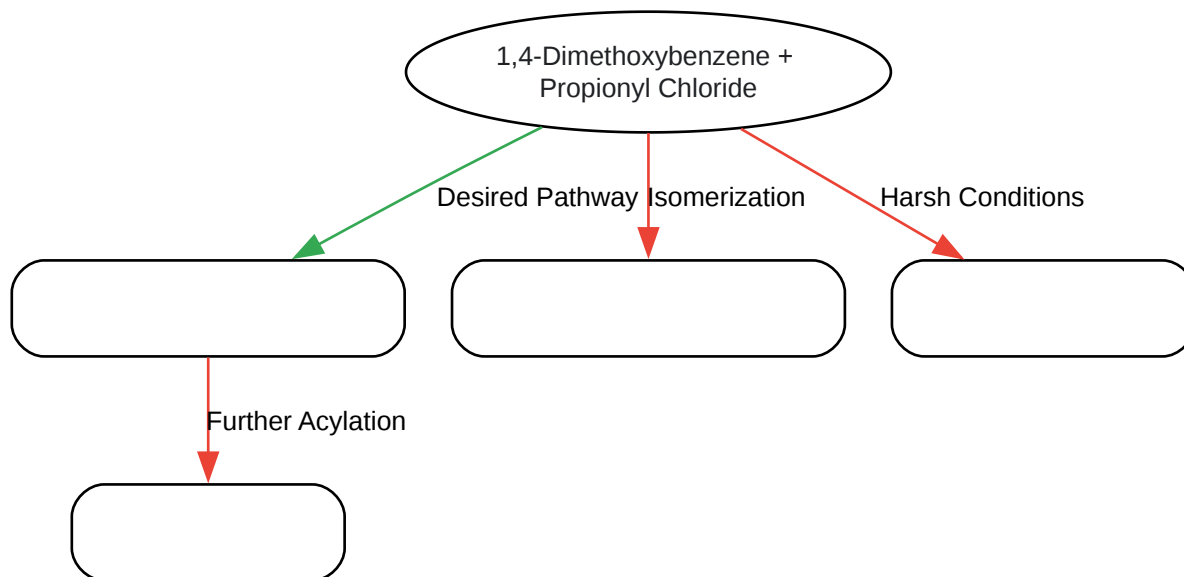 1,4-Dimethoxybenzene +
Propionyl Chloride
Desired Pathway
Isomerization
Harsh Conditions
Further Acylation